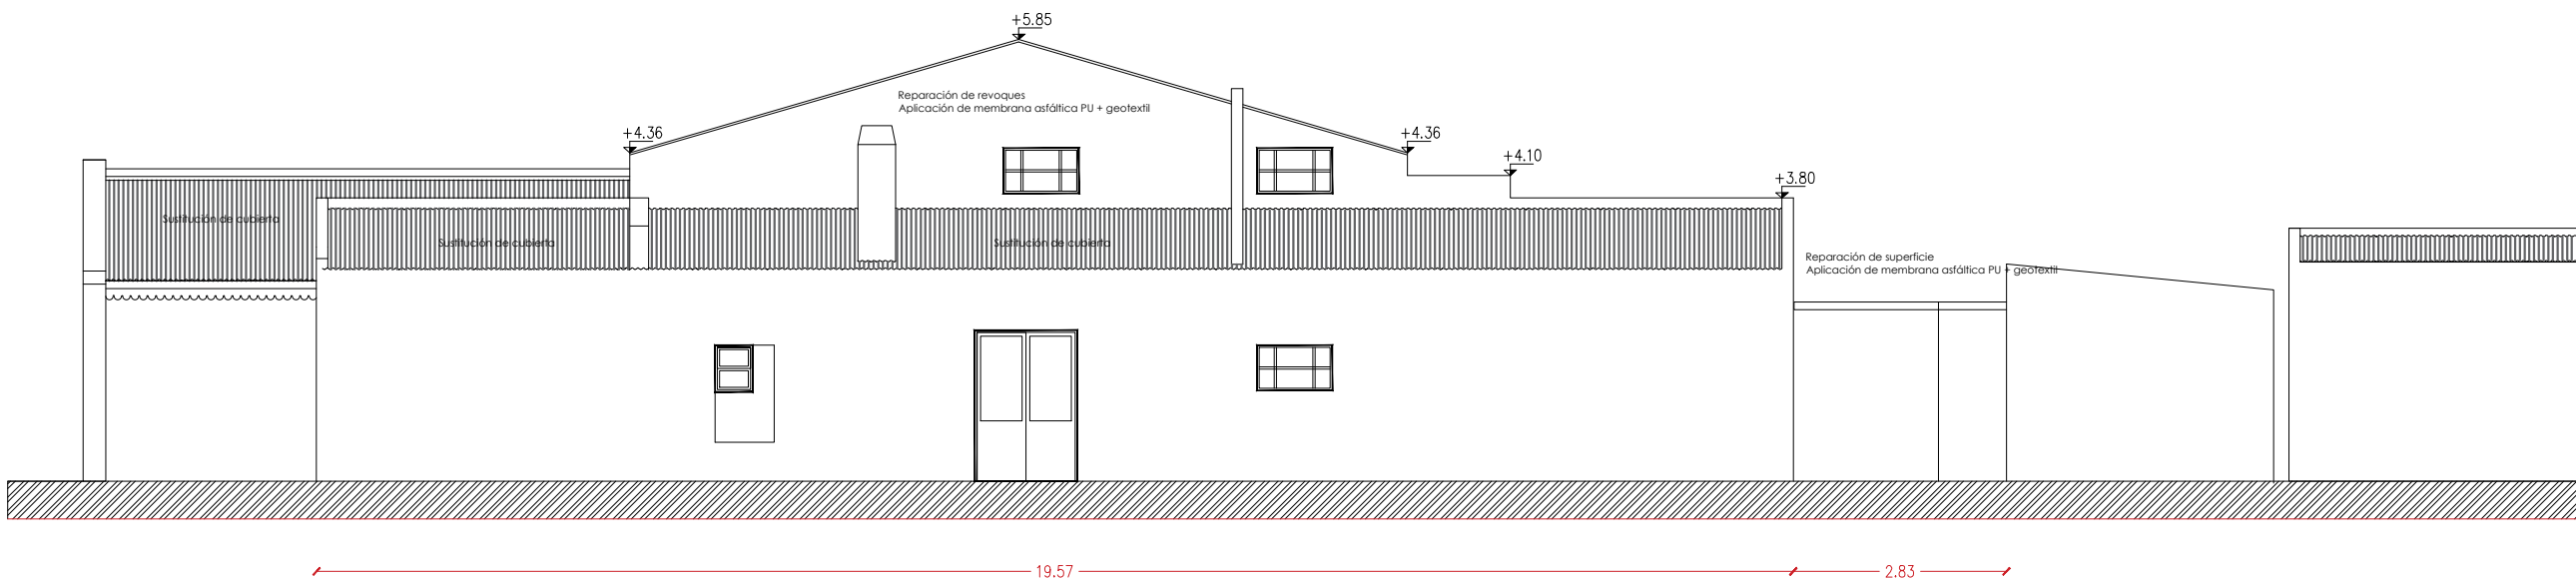 +5.85
Reparación de revoques
Aplicación de membrana asfáltica PU + geotextil
+4.36
+4.36
+4.10
+3.80
Sustitución de cubierta
Sustitución de cubierta
Sustitución de cubierta
Reparación de superficie
Aplicación de membrana asfáltica PU + geotextil
19.57
2.83